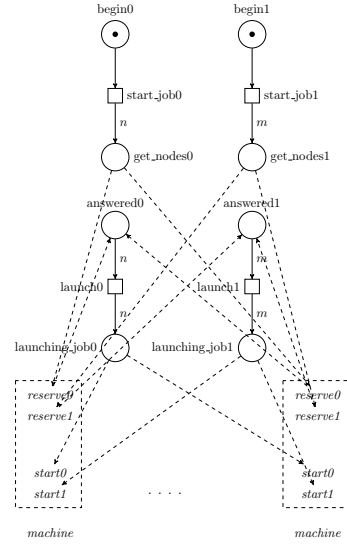 begin0 begin1
start_job0 start_job1
n m
get_nodes0 get_nodes1
answered0 answered1
n m
launch0 launch1
n m
launching_job0 launching_job1
reserve0 reserve0
reserve1 reserve1
start0 start0
start1 . . . . start1
machine machine